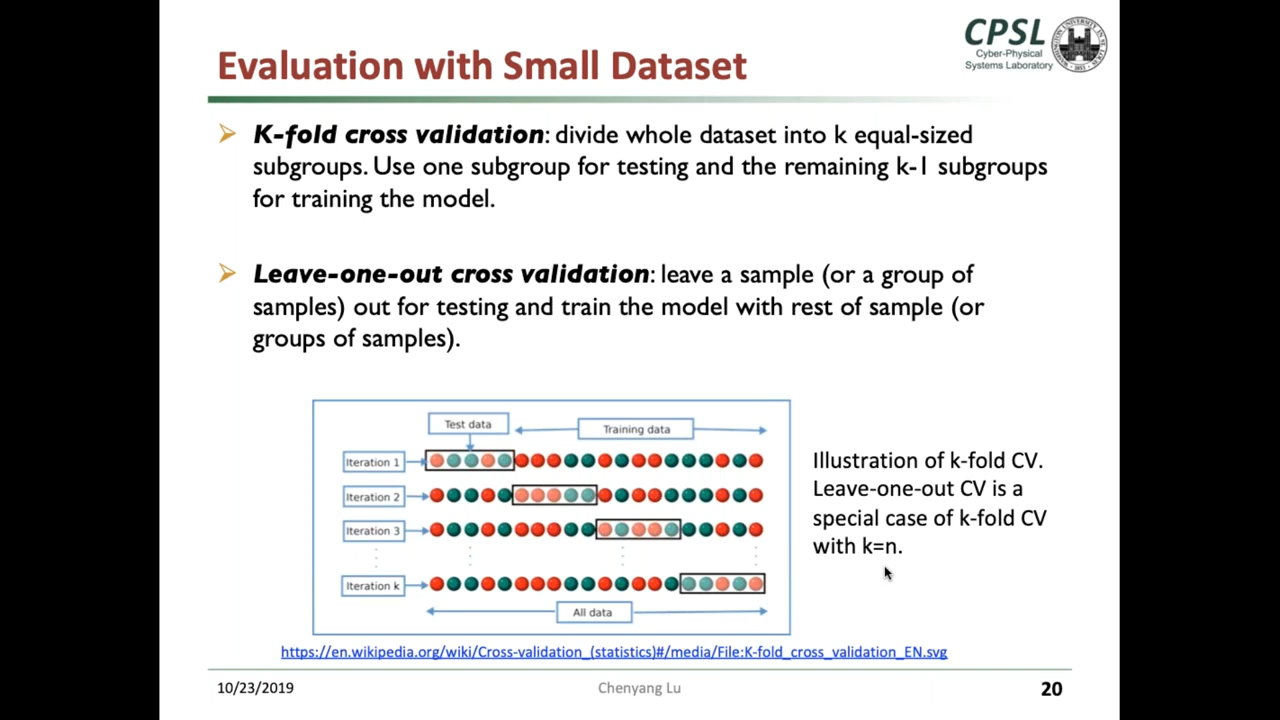 CPSL
Cyber-Physical
Systems Laboratory
Evaluation with Small Dataset
K-fold cross validation: divide whole dataset into k equal-sized
subgroups. Use one subgroup for testing and the remaining k-1 subgroups
for training the model.
Leave-one-out cross validation: leave a sample (or a group of
samples) out for testing and train the model with rest of sample (or
groups of samples).
Test data
Training data
Iteration 1
Iteration 2
Iteration 3
Iteration k
All data
Illustration of k-fold CV.
Leave-one-out CV is a
special case of k-fold CV
with k=n.
https://en.wikipedia.org/wiki/Cross-validation_(statistics)#/media/File:K-fold_cross_validation_EN.svg
10/23/2019
Chenyang Lu
20